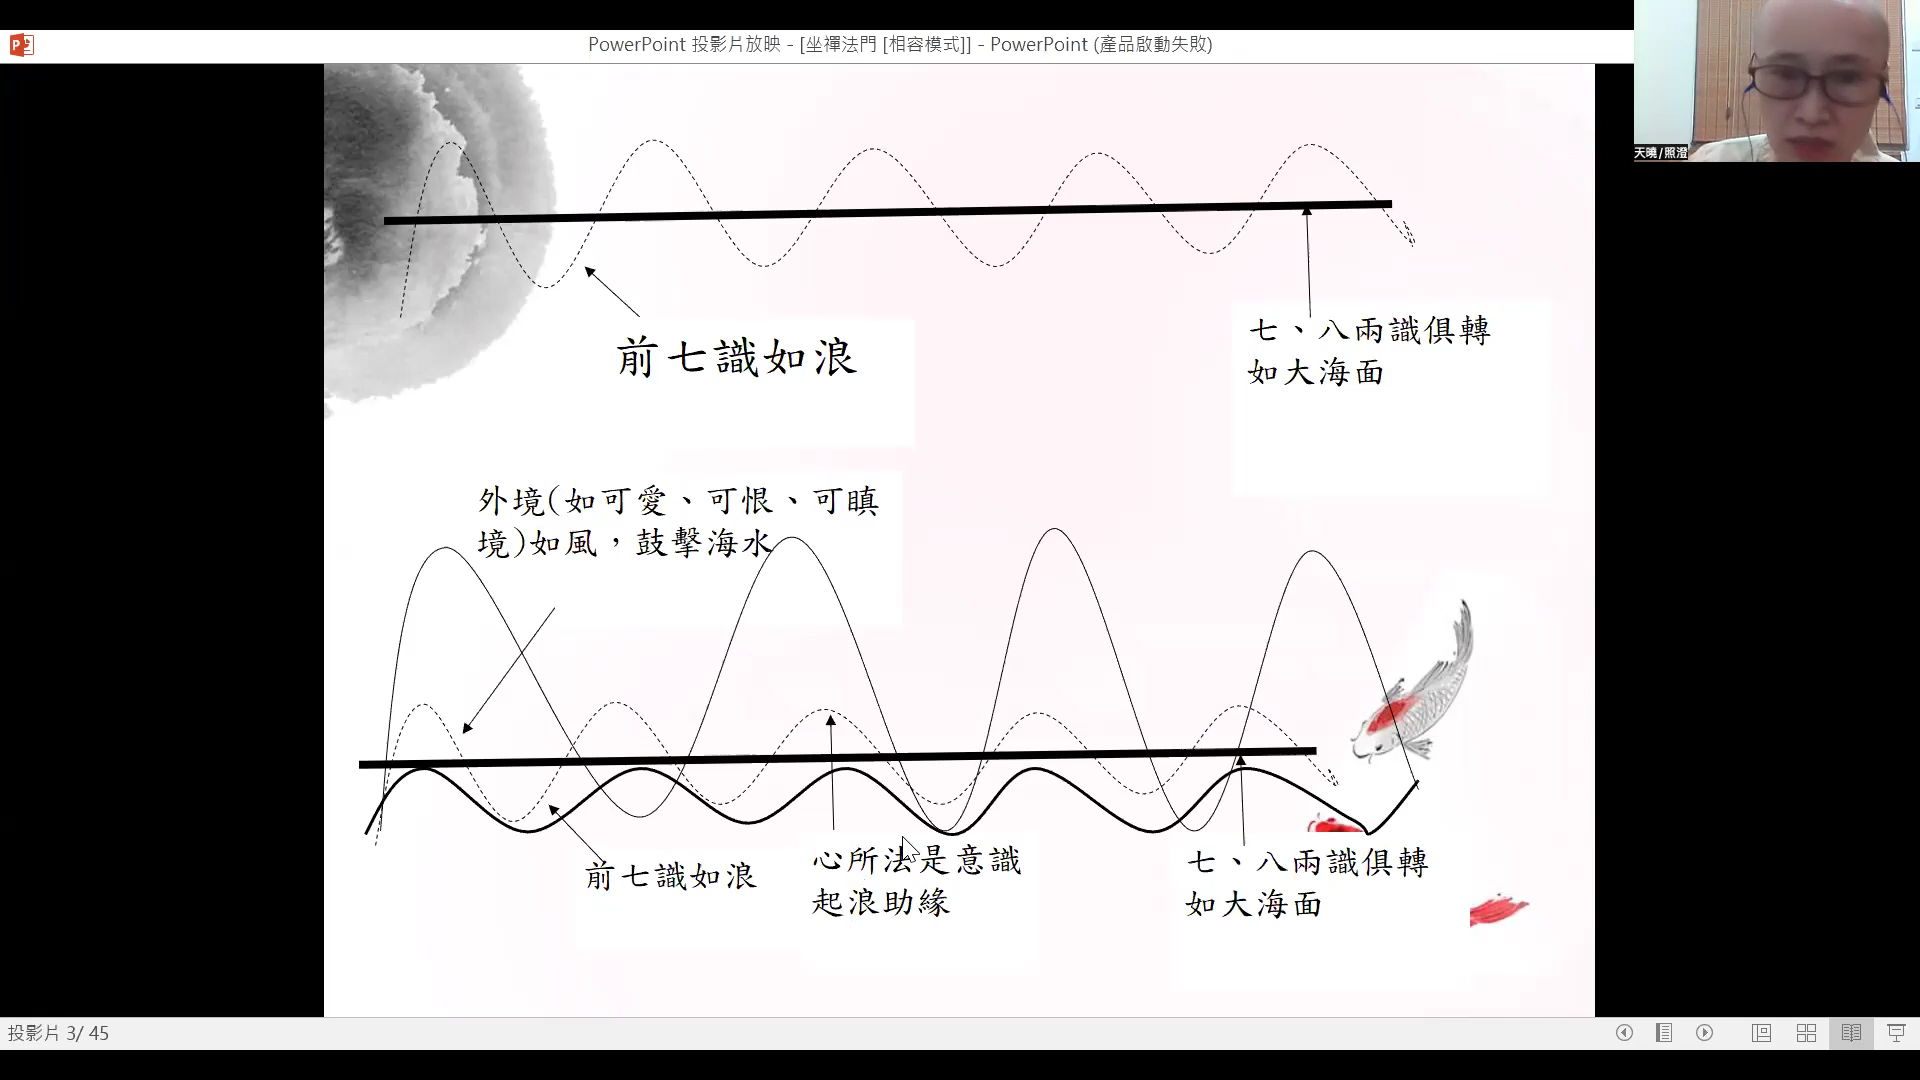 PowerPoint 投影片放映 - [坐禪法門 [相容模式]] - PowerPoint (產品啟動失敗)
天曉/照澄
前七識如浪
七、八兩識俱轉
如大海面
外境(如可愛、可恨、可瞋
境)如風，鼓擊海水
前七識如浪
心所法是意識
起浪助緣
七、八兩識俱轉
如大海面
投影片 3/ 45